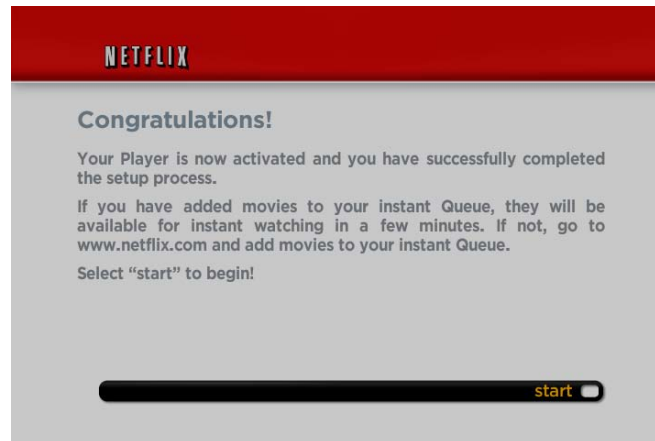 NETFLIX
Congratulations!
Your Player is now activated and you have successfully completed
the setup process.
If you have added movies to your instant Queue, they will be
available for instant watching in a few minutes. If not, go to
www.netflix.com and add movies to your instant Queue.
Select “start” to begin!
start